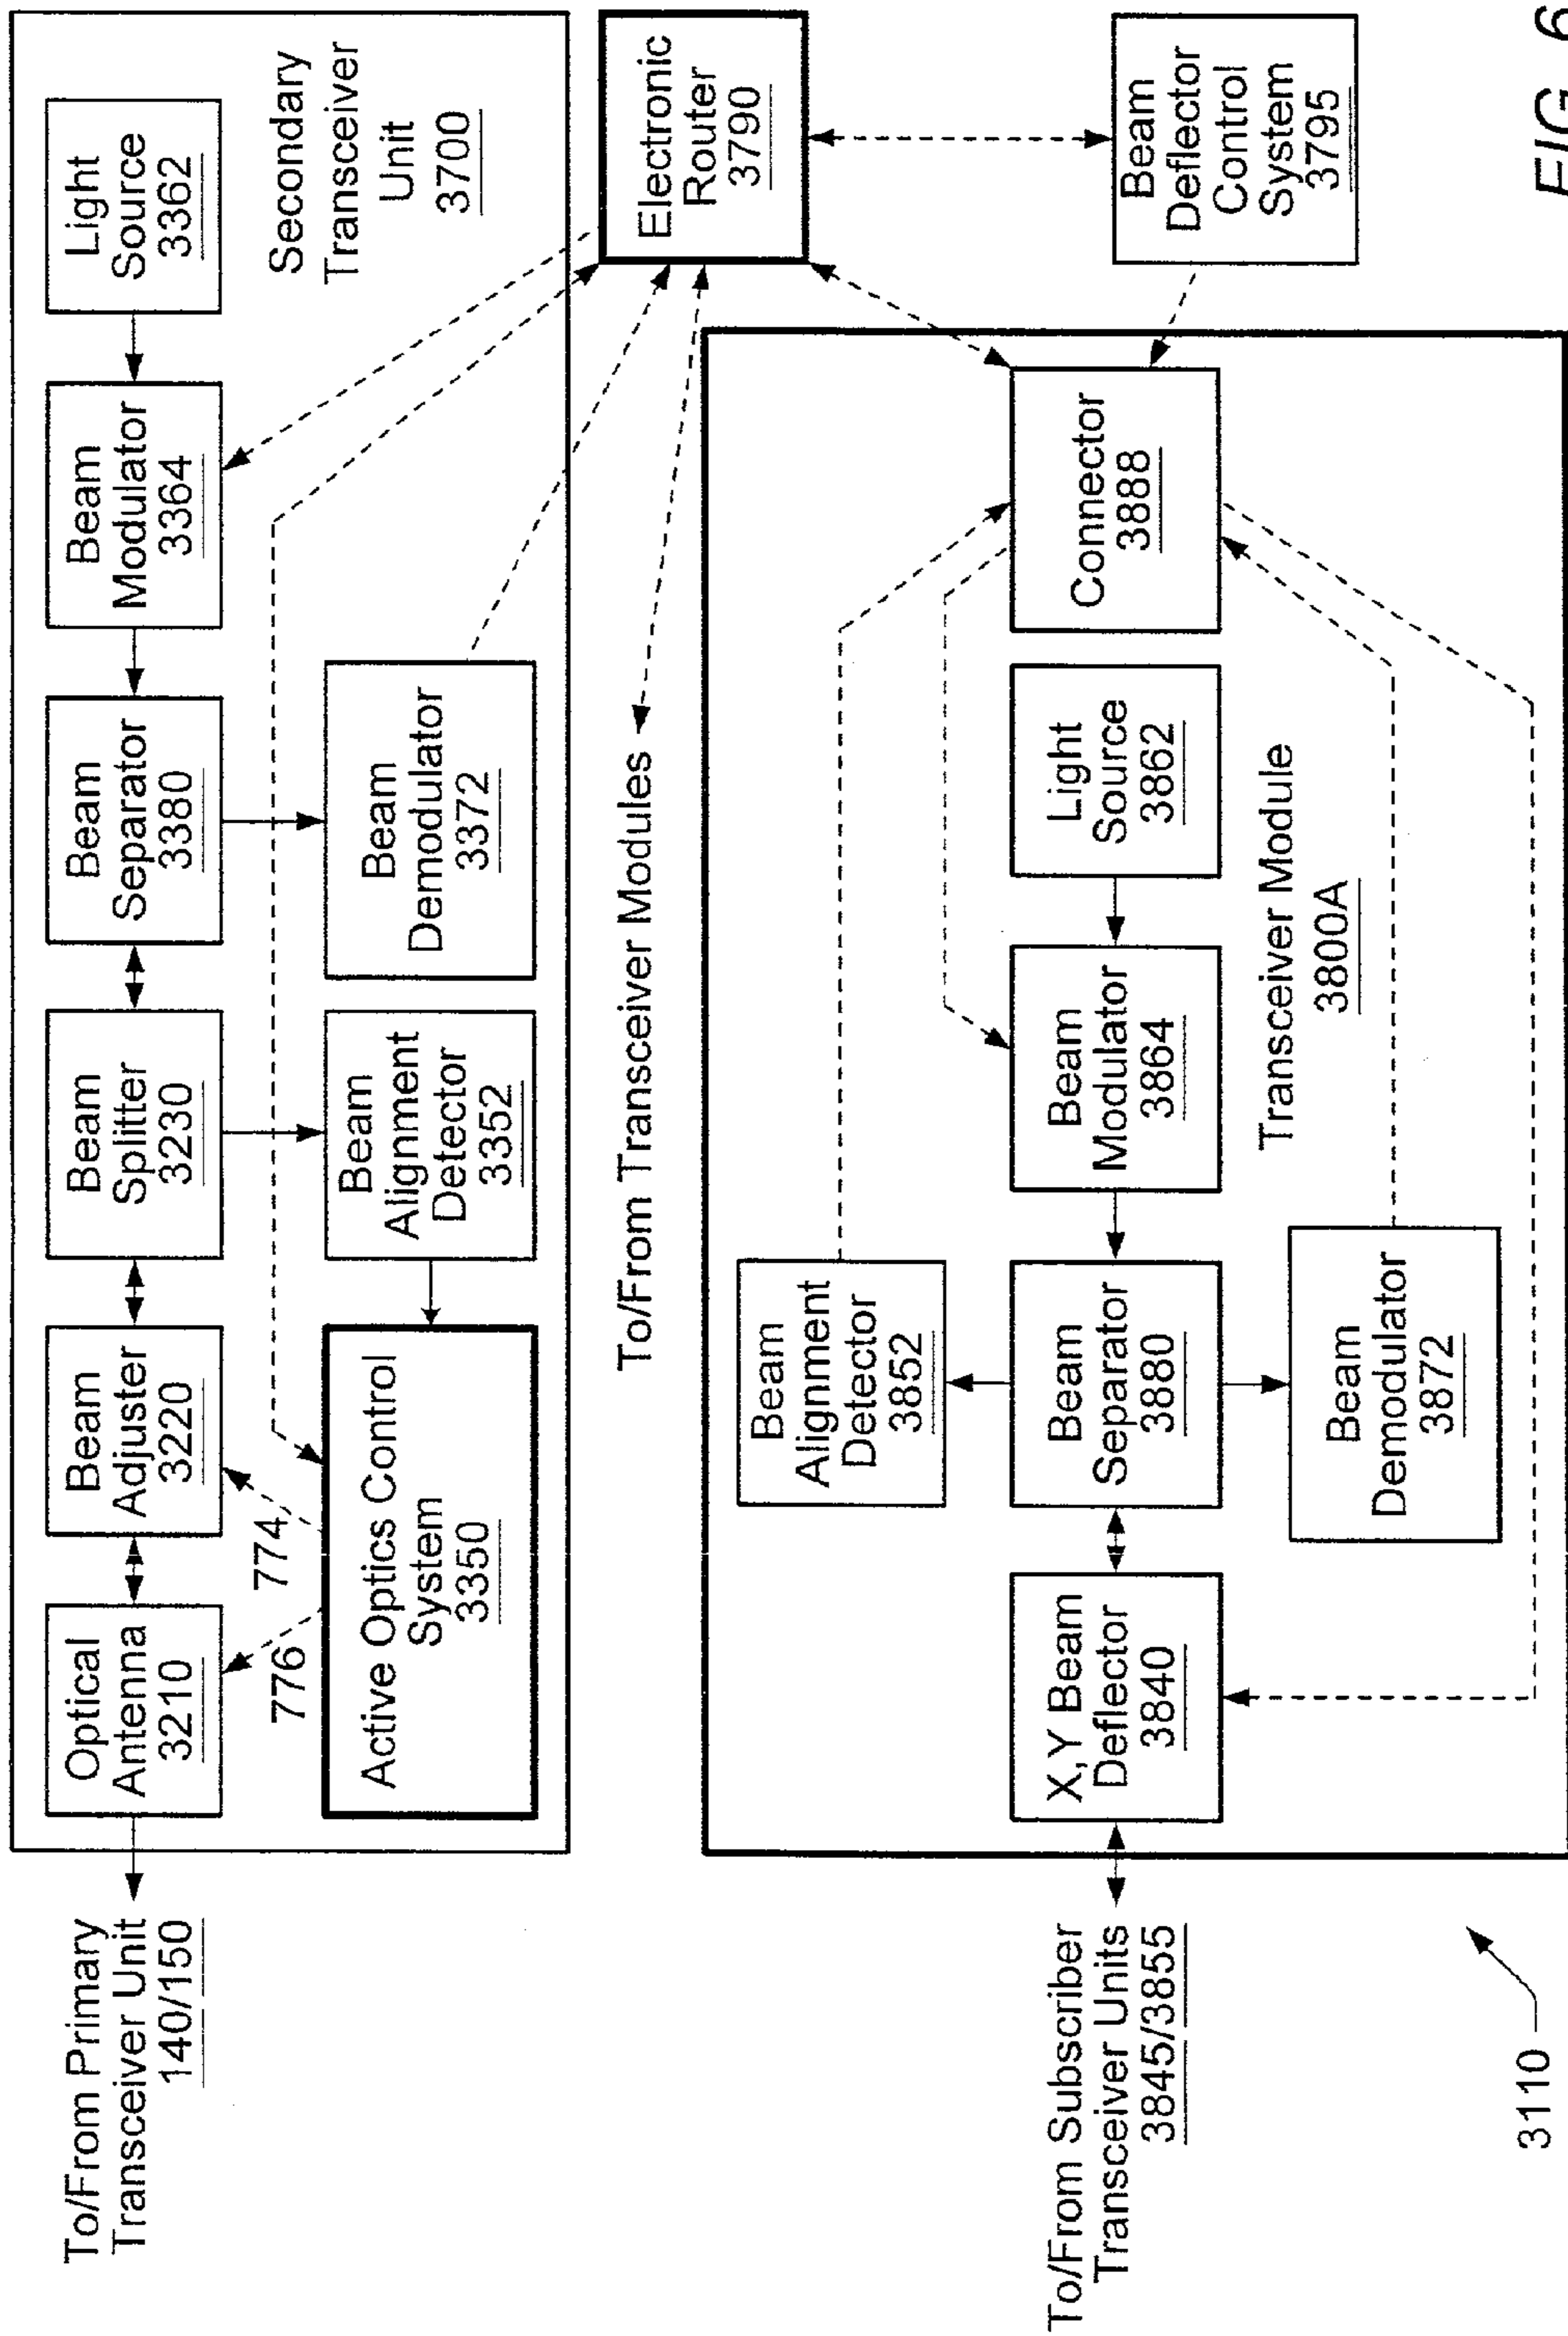 To/From Primary
Transceiver Unit
140/150
Optical
Antenna
3210
Beam
Adjuster
3220
Beam
Splitter
3230
Beam
Separator
3380
Beam
Modulator
3364
Light
Source
3362
776
774
Active Optics Control
System
3350
Beam
Alignment
Detector
3352
Beam
Demodulator
3372
Secondary
Transceiver
Unit
3700
To/From Transceiver Modules
Electronic
Router
3790
Beam
Deflector
Control
System
3795
To/From Subscriber
Transceiver Units
3845/3855
X,Y Beam
Deflector
3840
Beam
Alignment
Detector
3852
Beam
Separator
3880
Beam
Demodulator
3872
Beam
Modulator
3864
Light
Source
3862
Connector
3888
Transceiver Module
3800A
3110
FIG. 6